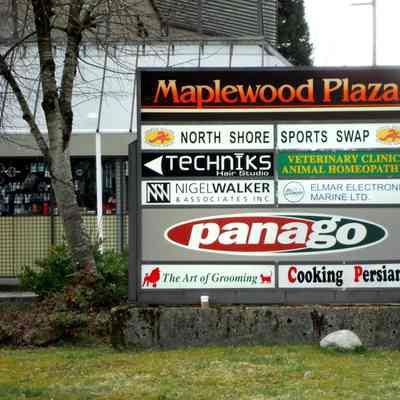 Maplewood Plaza
NORTH SHORE SPORTS SWAP
TECHNIKS
Hair Studio
VETERINARY CLINIC
ANIMAL HOMEOPATH
NIGELWALKER
& ASSOCIATES INC
ELMAR ELECTRONI
MARINE LTD.
panago
The Art of Grooming
Cooking Persian